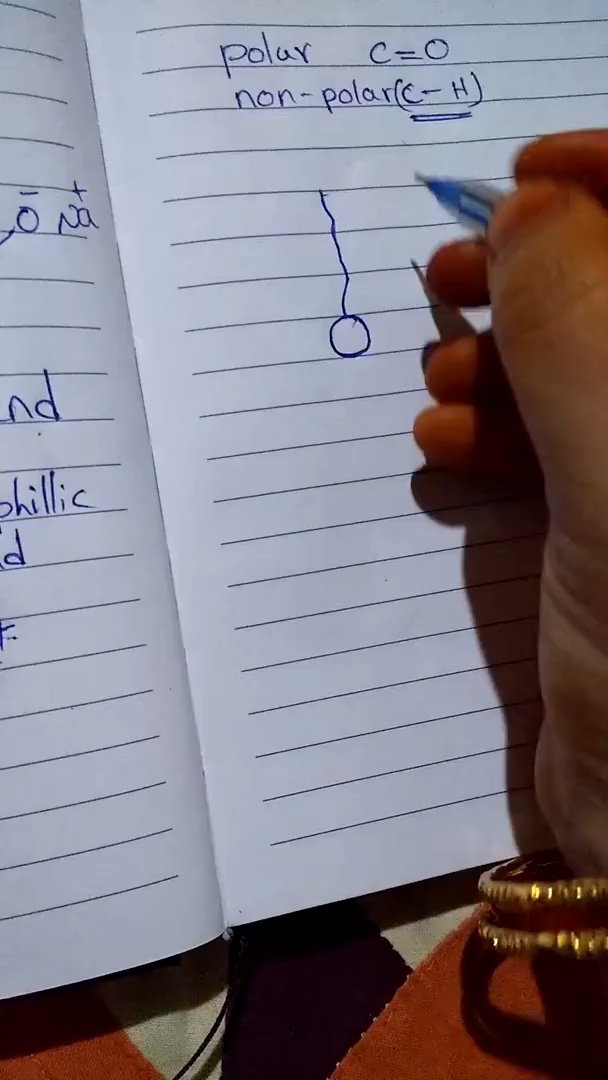 O⁻ Na⁺
nd
phillic
d
polar C=O
non-polar(C-H)